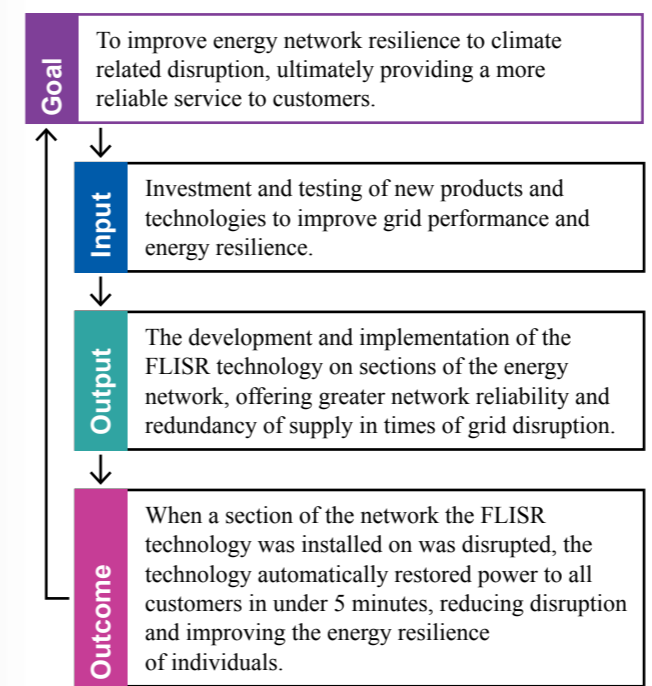 Goal
To improve energy network resilience to climate
related disruption, ultimately providing a more
reliable service to customers.
Input
Investment and testing of new products and
technologies to improve grid performance and
energy resilience.
Output
The development and implementation of the
FLISR technology on sections of the energy
network, offering greater network reliability and
redundancy of supply in times of grid disruption.
Outcome
When a section of the network the FLISR
technology was installed on was disrupted, the
technology automatically restored power to all
customers in under 5 minutes, reducing disruption
and improving the energy resilience
of individuals.